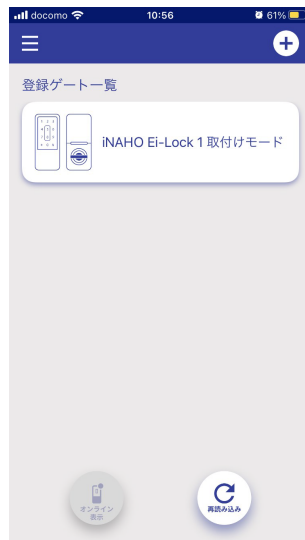 docomo 10:56 61%
登録ゲート一覧
iNAHO Ei-Lock 1 取付けモード
オンライン
表示
再読み込み